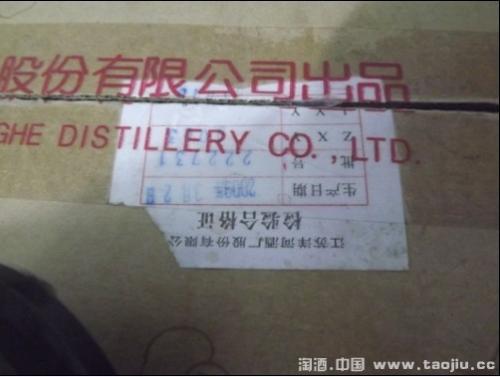 股份有限公司出品
GHE DISTILLERY CO., LTD.
江苏洋河酒厂股份有限公
检验合格证
生产日期
批号 222731
Z X X
J Y Y
淘酒.中国 www.taojiu.cc